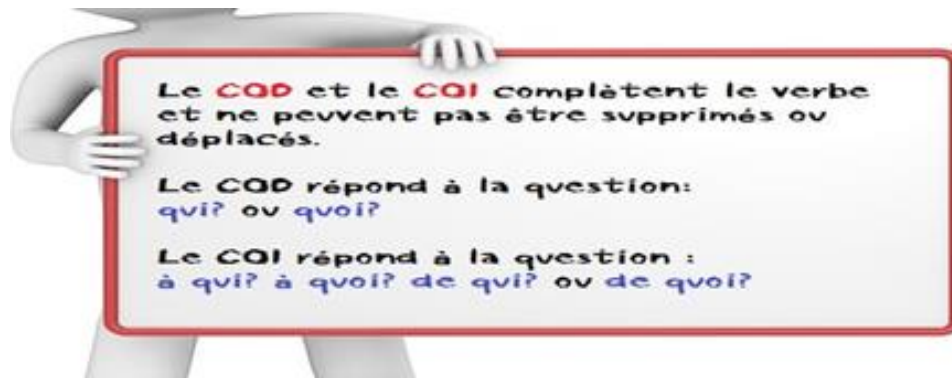 Le COD et le COI complètent le verbe
et ne peuvent pas être supprimés ou
déplacés.
Le COD répond à la question:
qui? ou quoi?
Le COI répond à la question :
à qui? à quoi? de qui? ou de quoi?